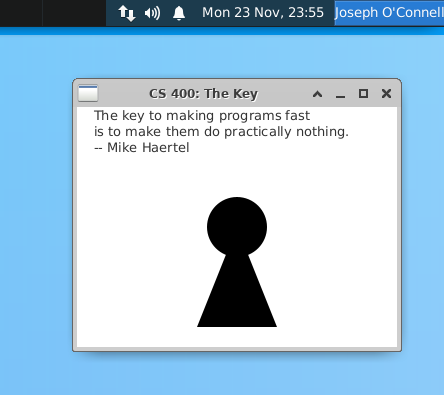 Mon 23 Nov, 23:55 Joseph O'Connell
CS 400: The Key
The key to making programs fast
is to make them do practically nothing.
-- Mike Haertel